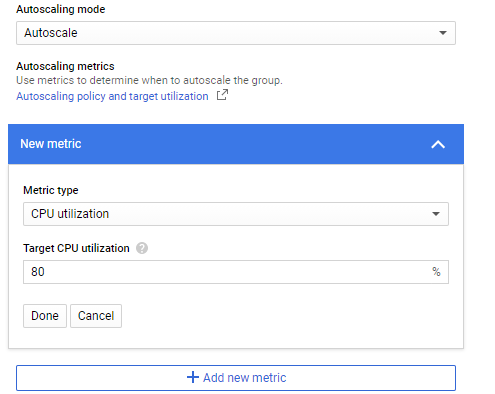 Autoscaling mode
Autoscale
Autoscaling metrics
Use metrics to determine when to autoscale the group.
Autoscaling policy and target utilization
New metric
Metric type
CPU utilization
Target CPU utilization ?
80 %
Done Cancel
+ Add new metric